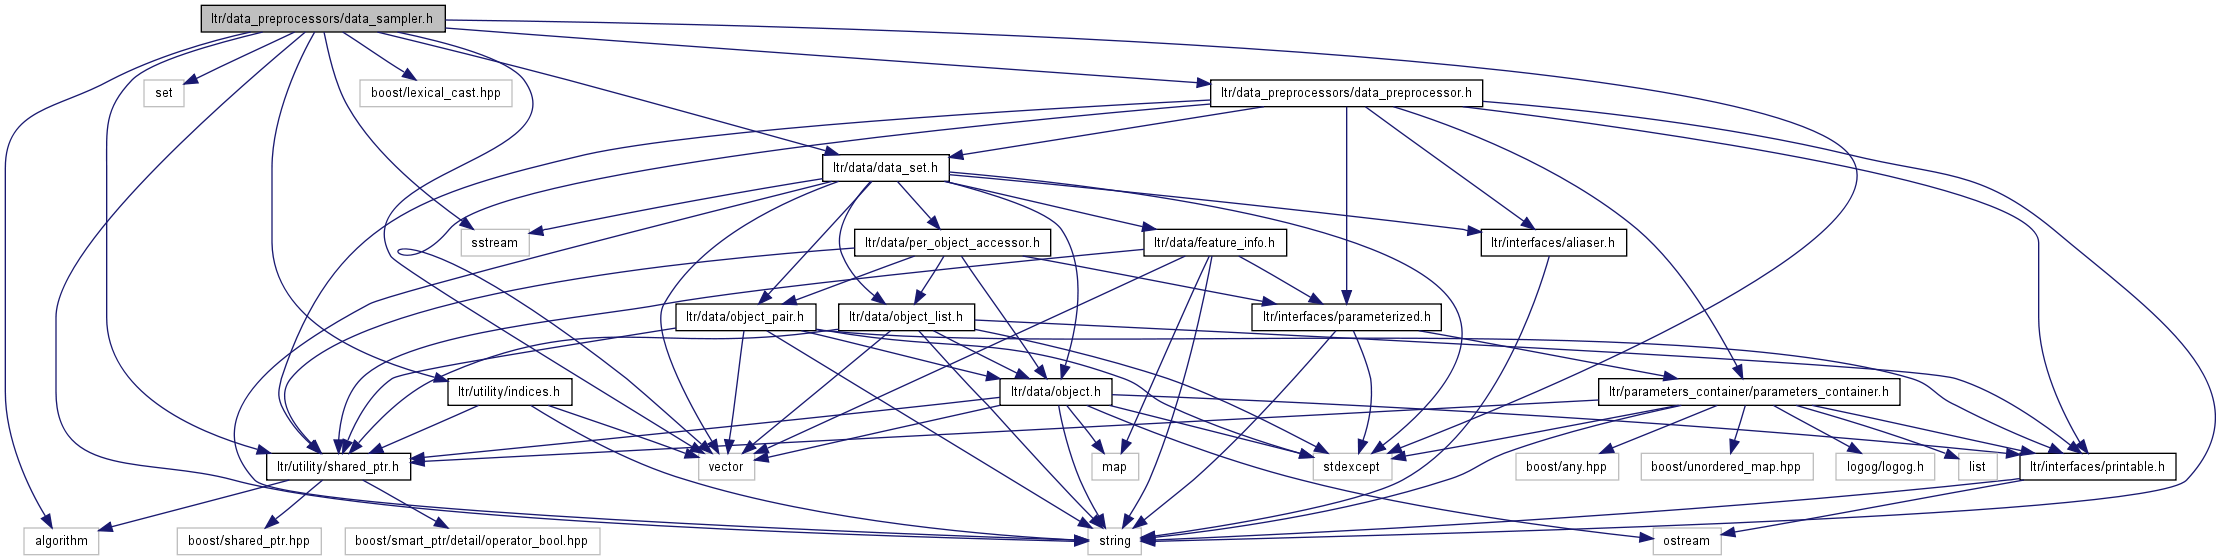 ltr/data_preprocessors/data_sampler.h
set
boost/lexical_cast.hpp
ltr/data_preprocessors/data_preprocessor.h
ltr/data/data_set.h
sstream
ltr/data/per_object_accessor.h
ltr/data/feature_info.h
ltr/interfaces/aliaser.h
ltr/data/object_pair.h
ltr/data/object_list.h
ltr/interfaces/parameterized.h
ltr/utility/indices.h
ltr/data/object.h
ltr/parameters_container/parameters_container.h
ltr/utility/shared_ptr.h
vector
map
stdexcept
boost/any.hpp
boost/unordered_map.hpp
logog/logog.h
list
ltr/interfaces/printable.h
algorithm
boost/shared_ptr.hpp
boost/smart_ptr/detail/operator_bool.hpp
string
ostream